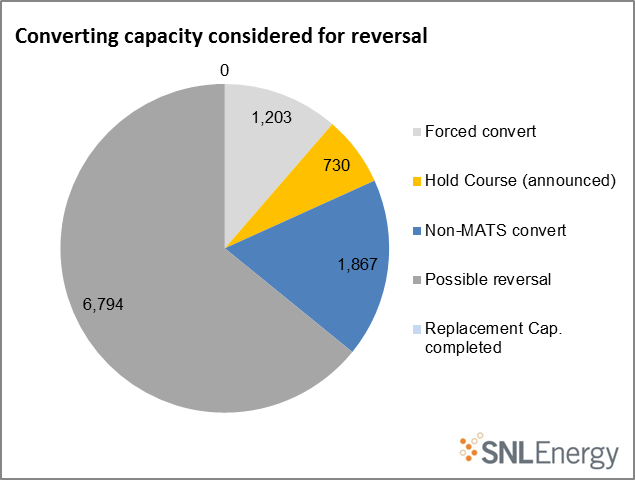 Converting capacity considered for reversal
0
1,203
730
1,867
6,794
Forced convert
Hold Course (announced)
Non-MATS convert
Possible reversal
Replacement Cap.
completed
SNLEnergy